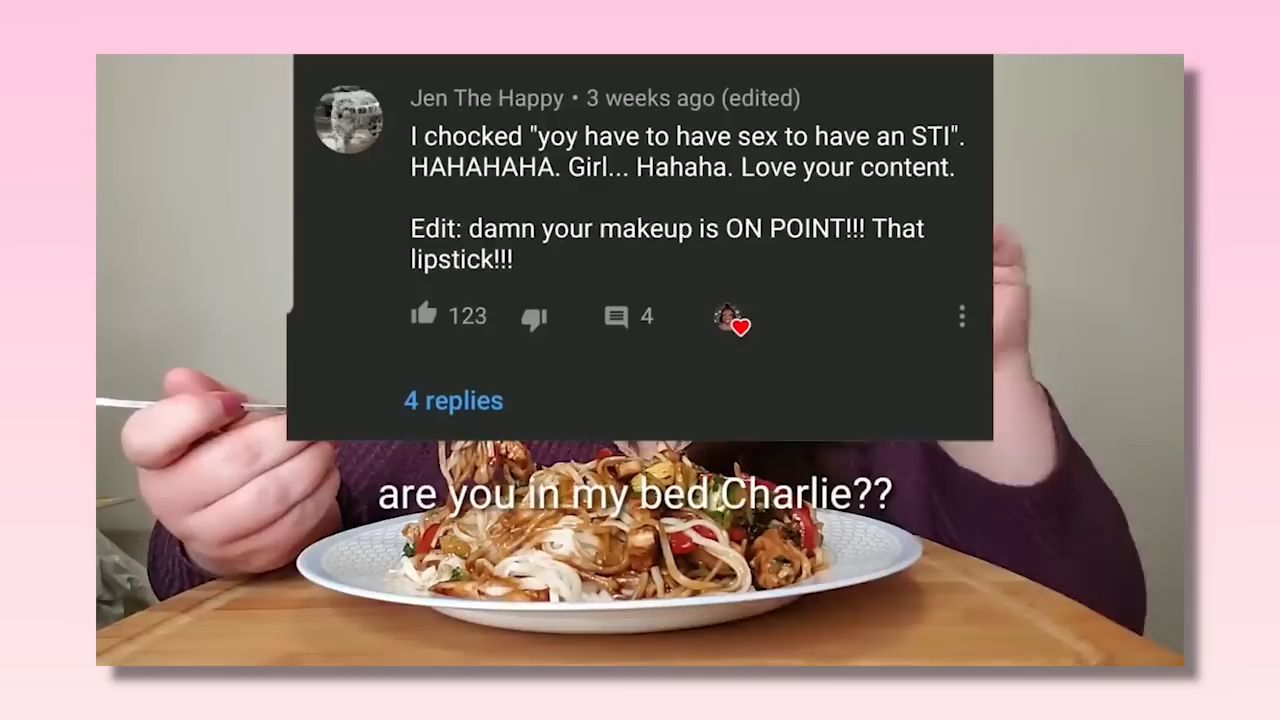 Jen The Happy • 3 weeks ago (edited)
I chocked "yoy have to have sex to have an STI".
HAHAHAHA. Girl... Hahaha. Love your content.
Edit: damn your makeup is ON POINT!!! That
lipstick!!!
123 4
4 replies
are you in my bed Charlie??